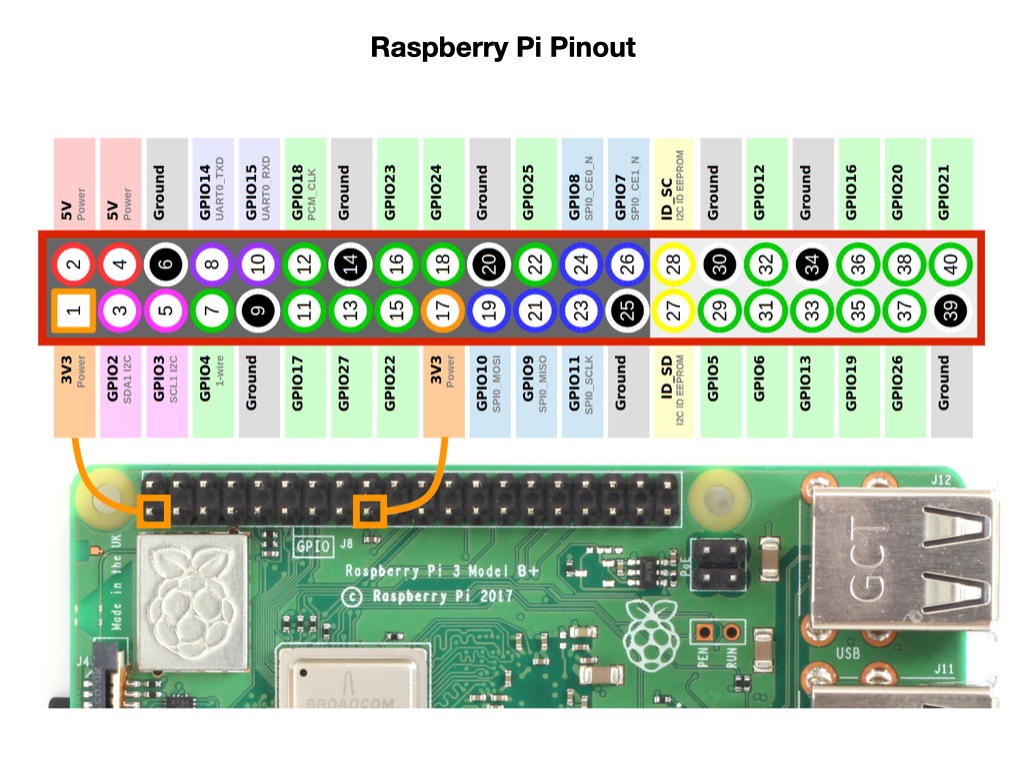 Raspberry Pi Pinout
5V
Power
5V
Power
Ground
GPIO14
UART0_TXD
GPIO15
UART0_RXD
GPIO18
PCM_CLK
Ground
GPIO23
GPIO24
Ground
GPIO25
GPIO8
SPI0_CE0_N
GPIO7
SPI0_CE1_N
ID_SC
I2C ID EEPROM
Ground
GPIO12
Ground
GPIO16
GPIO20
GPIO21
2 4 6 8 10 12 14 16 18 20 22 24 26 28 30 32 34 36 38 40
1 3 5 7 9 11 13 15 17 19 21 23 25 27 29 31 33 35 37 39
3V3
Power
GPIO2
SDA1 I2C
GPIO3
SCL1 I2C
GPIO4
1-wire
Ground
GPIO17
GPIO27
GPIO22
3V3
Power
GPIO10
SPI0_MOSI
GPIO9
SPI0_MISO
GPIO11
SPI0_SCLK
Ground
ID_SD
I2C ID EEPROM
GPIO5
GPIO6
GPIO13
GPIO19
GPIO26
Ground
J12
Made in the UK
GPIO J8
Raspberry Pi 3 Model B+
© Raspberry Pi 2017
PoE
GCT
PEN
RUN
USB
J4
J11
BROADCOM